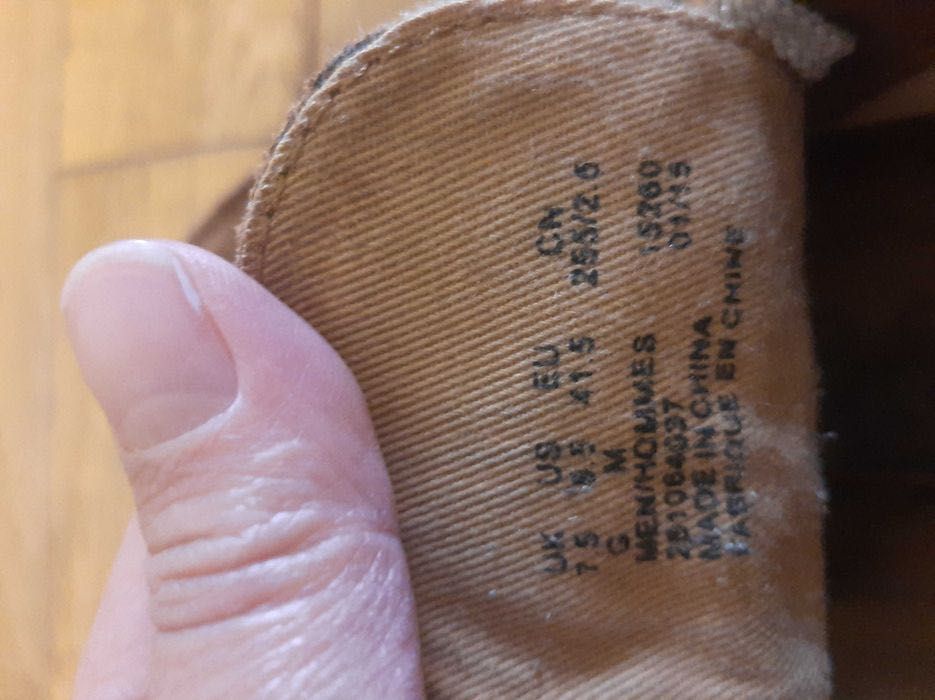 UK US EU CN
7.5 8.5 41.5 255/2.5
G M
MEN/HOMMES 15260
261064037 01/15
MADE IN CHINA
FABRIQUE EN CHINE